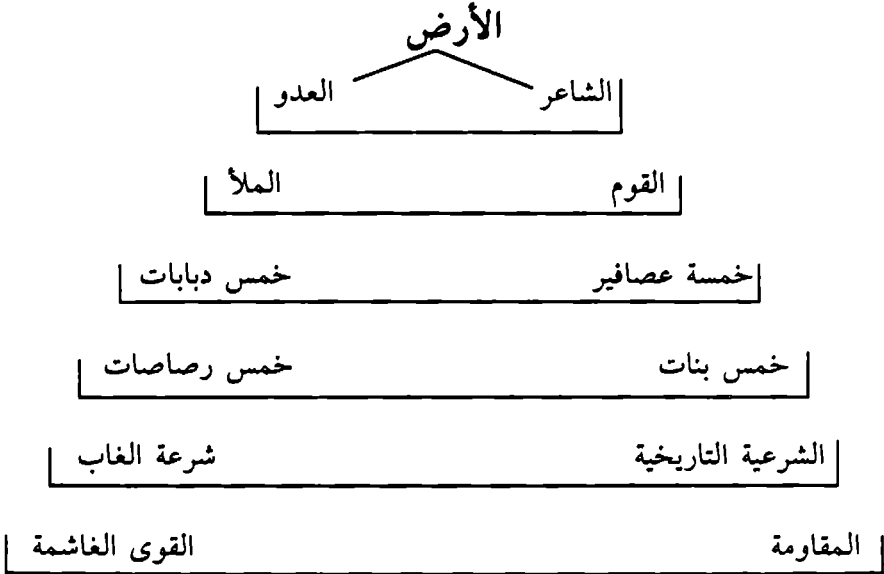 الأرض
الشاعر العدو
القوم الملأ
خمسة عصافير خمس دبابات
خمس بنات خمس رصاصات
الشرعية التاريخية شرعة الغاب
المقاومة القوى الغاشمة